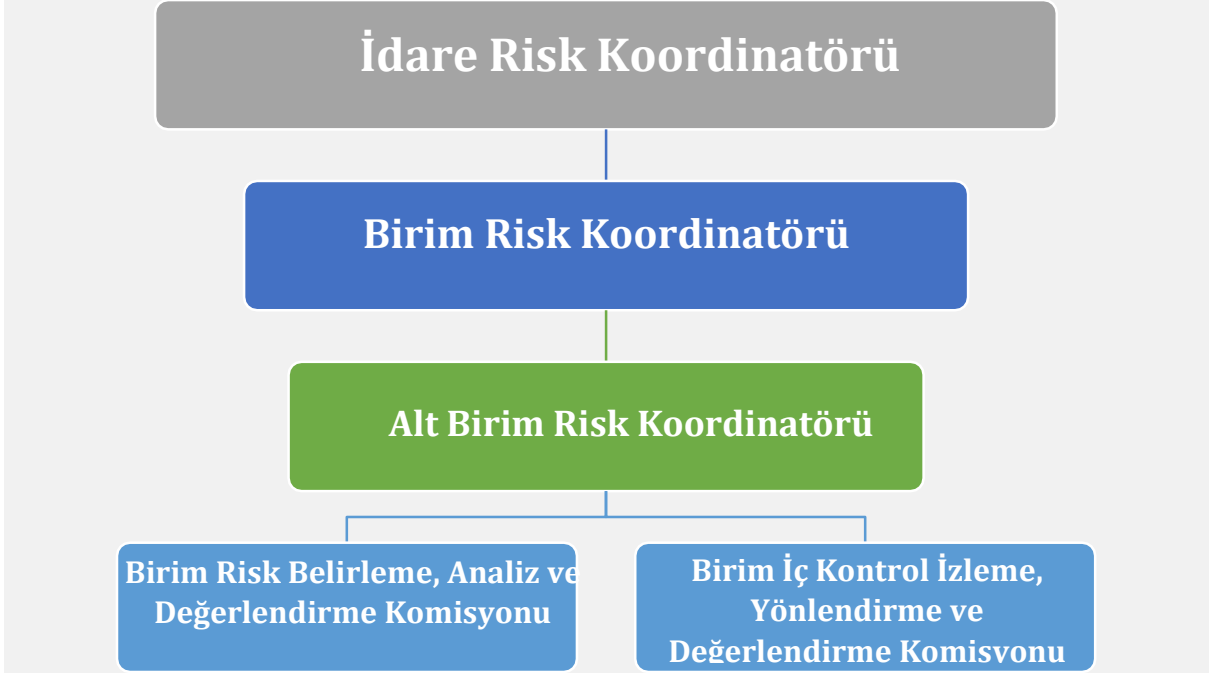 İdare Risk Koordinatörü
Birim Risk Koordinatörü
Alt Birim Risk Koordinatörü
Birim Risk Belirleme, Analiz ve
Değerlendirme Komisyonu
Birim İç Kontrol İzleme,
Yönlendirme ve
Değerlendirme Komisyonu